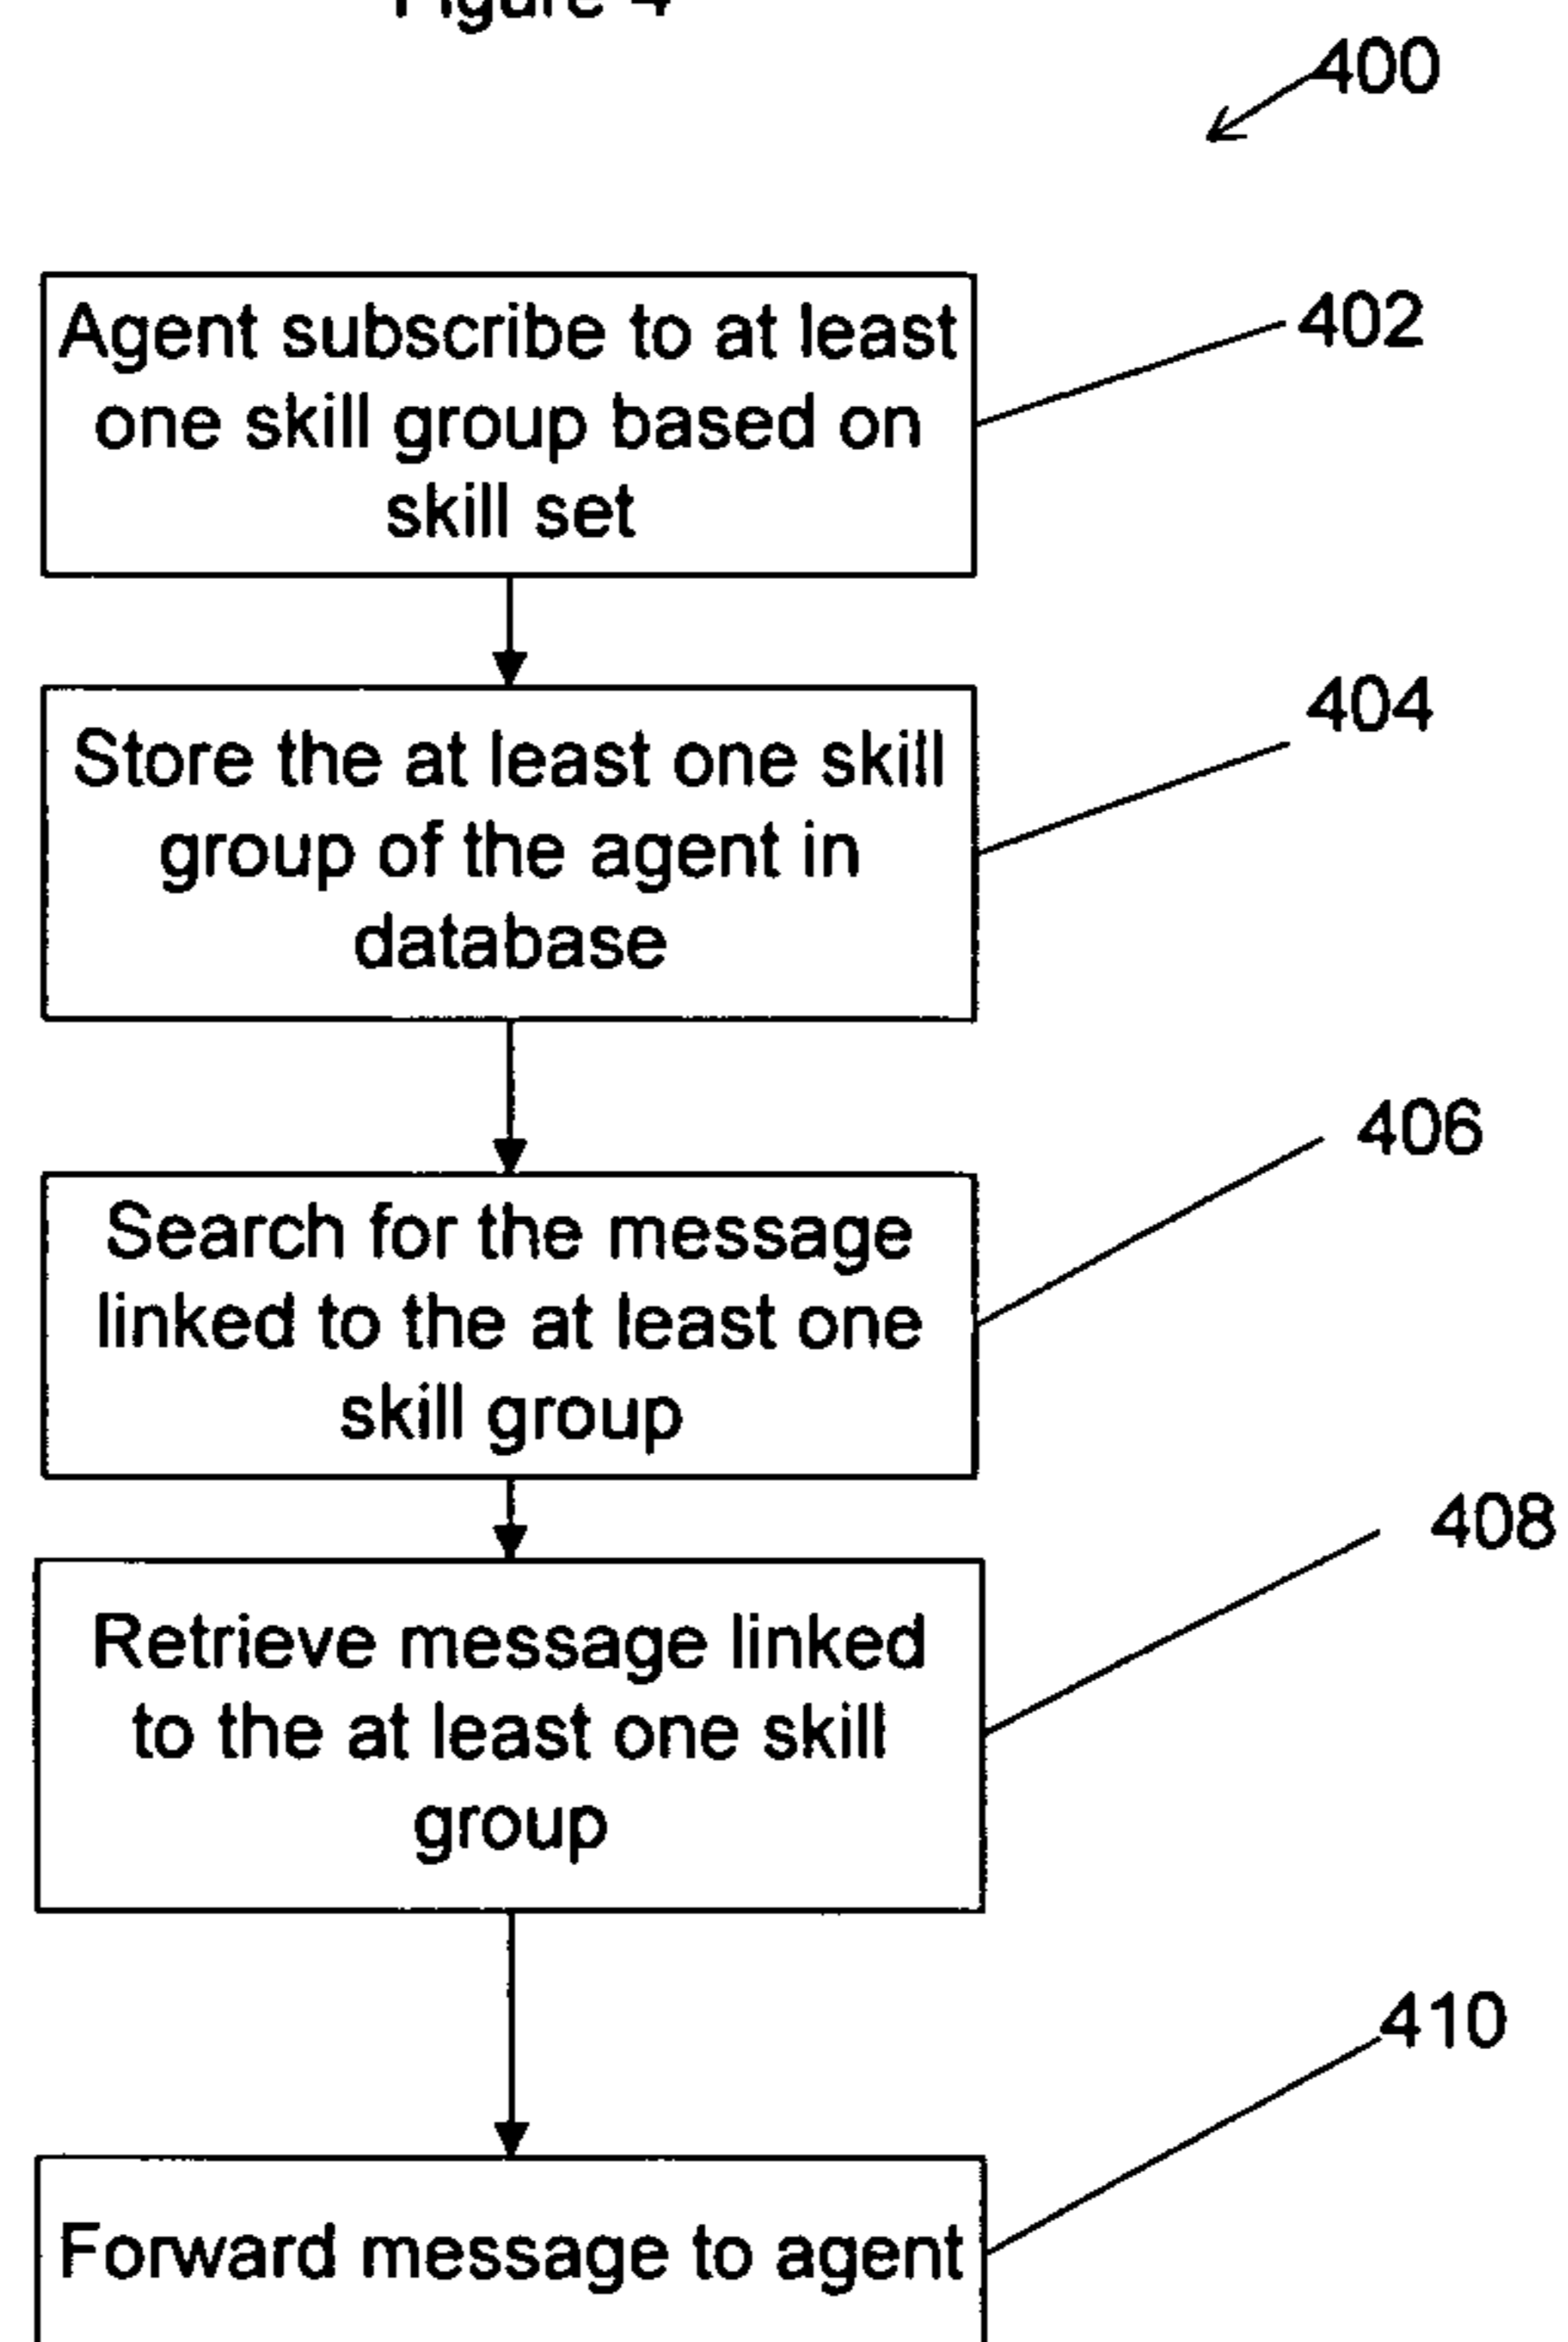 Figure 4
400
Agent subscribe to at least
one skill group based on
skill set
402
Store the at least one skill
group of the agent in
database
404
Search for the message
linked to the at least one
skill group
406
Retrieve message linked
to the at least one skill
group
408
Forward message to agent
410